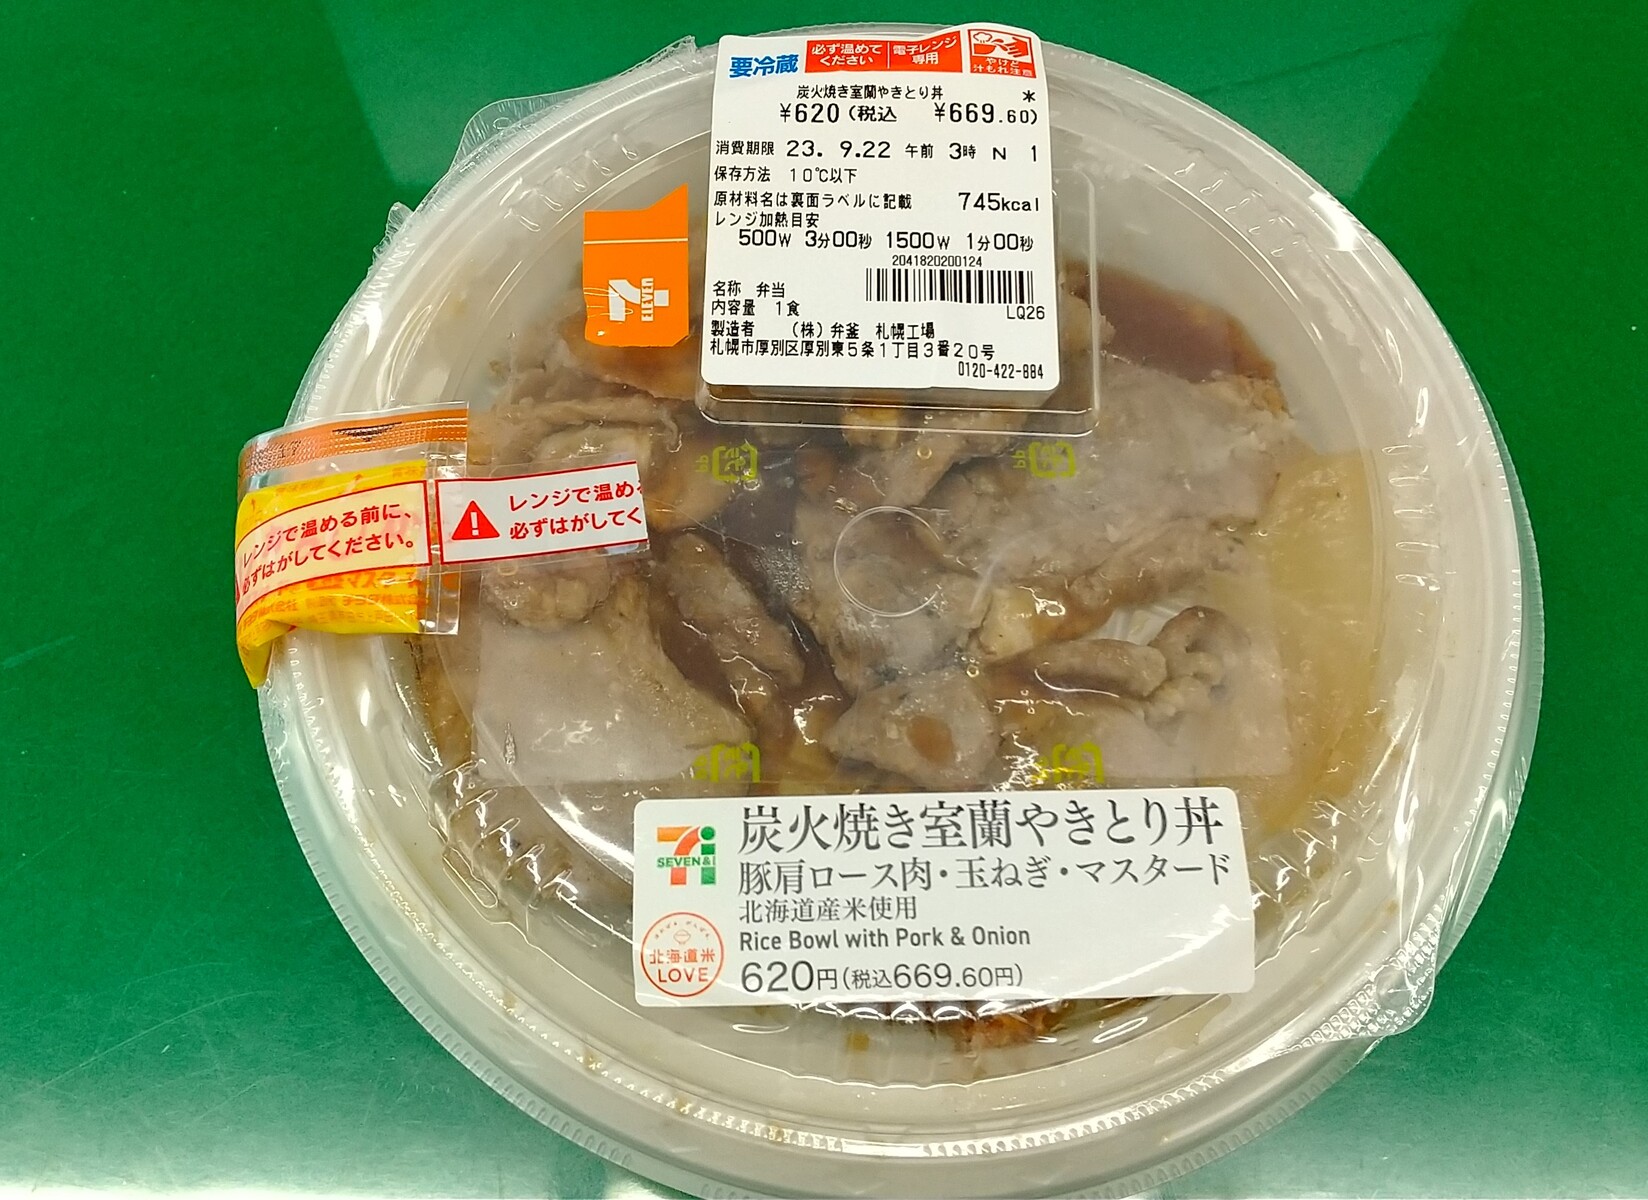 要冷蔵
必ず温めて
ください
電子レンジ
専用
やけど
汁もれ注意
炭火焼き室蘭やきとり丼 *
¥620(税込 ¥669.60)
消費期限 23. 9.22 午前 3時 N 1
保存方法 10℃以下
原材料名は裏面ラベルに記載 745kcal
レンジ加熱目安
500W 3分00秒 1500W 1分00秒
2041820200124
名称 弁当
内容量 1食
LQ26
製造者 (株)弁釜 札幌工場
札幌市厚別区厚別東5条1丁目3番20号
0120-422-884
7 ELEVEN
レンジで温める前に、
必ずはがしてください。
レンジで温め
必ずはがしてく
SEVEN&i
炭火焼き室蘭やきとり丼
豚肩ロース肉・玉ねぎ・マスタード
北海道産米使用
Rice Bowl with Pork & Onion
620円(税込669.60円)
北海道米
LOVE